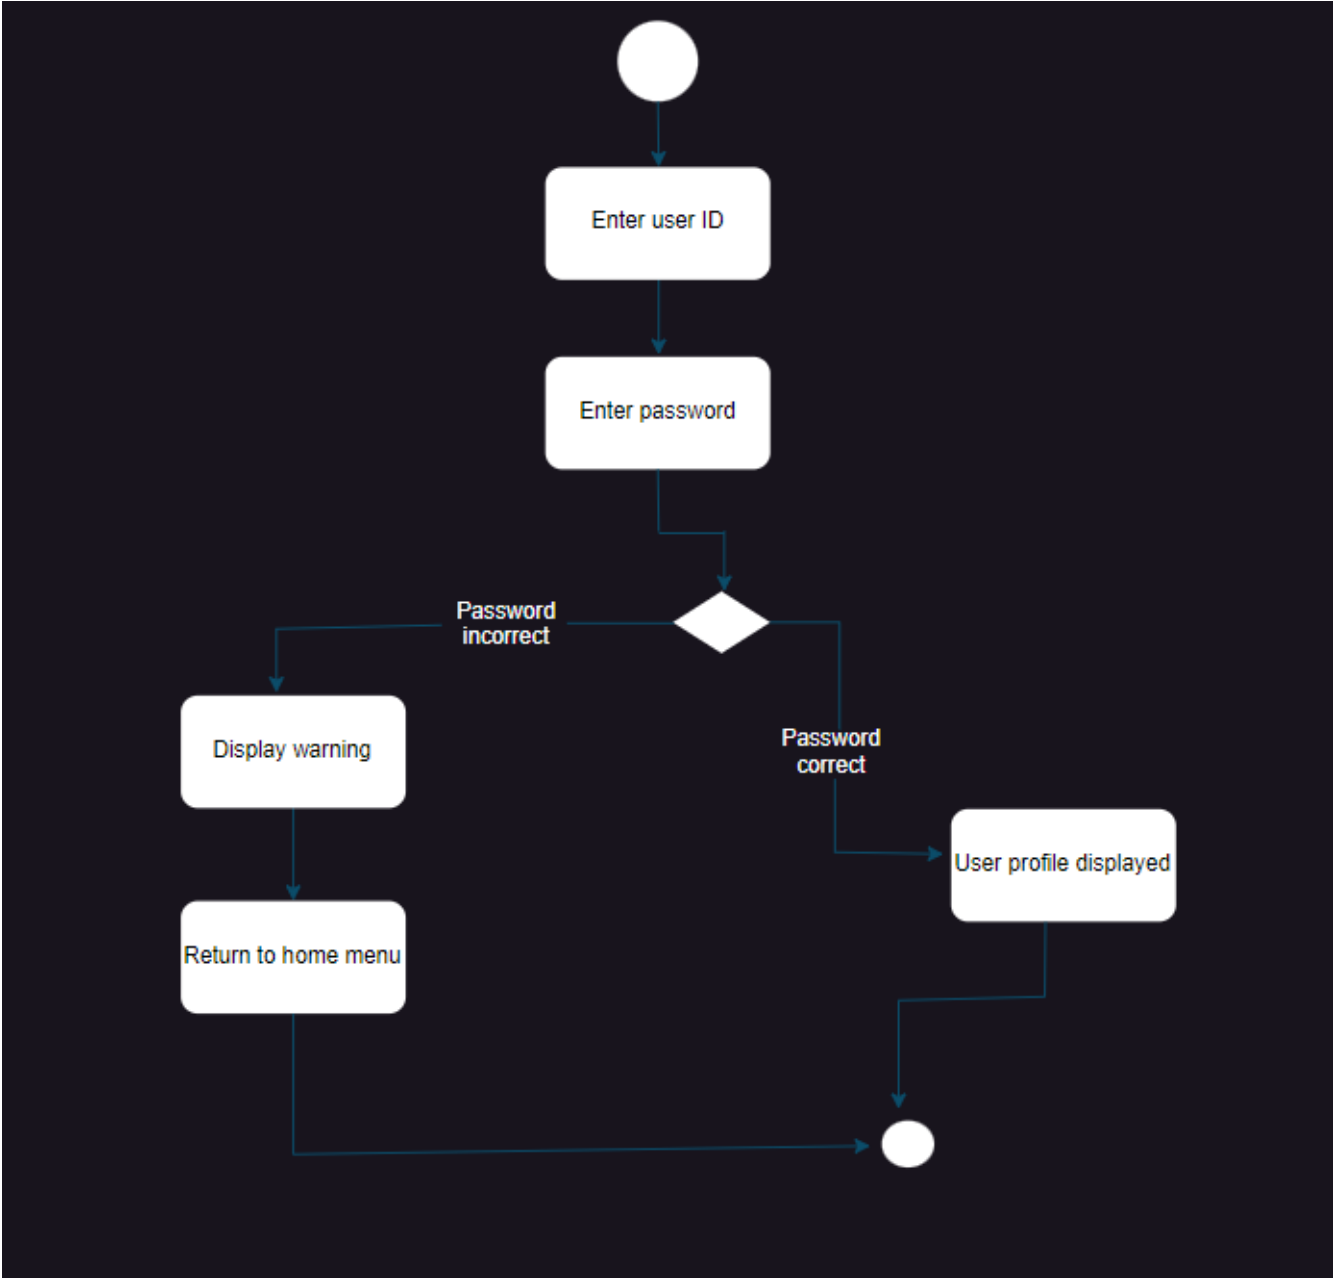 Enter user ID
Enter password
Password
incorrect
Display warning
Password
correct
User profile displayed
Return to home menu